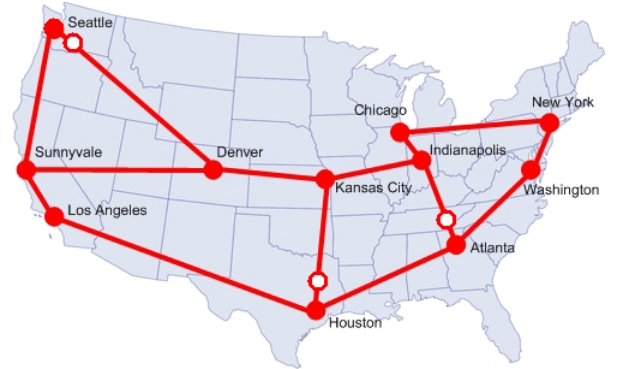 Seattle
Chicago
New York
Sunnyvale
Denver
Indianapolis
Kansas City
Washington
Los Angeles
Atlanta
Houston